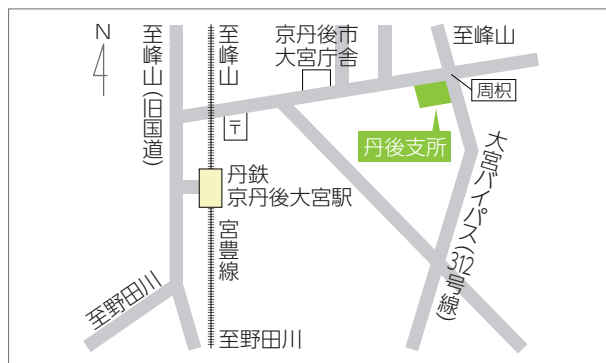 N
至峰山(旧国道)
至峰山
京丹後市
大宮庁舎
至峰山
周枳
〒
丹後支所
丹鉄
京丹後大宮駅
宮豊線
大宮バイパス(312号線)
至野田川
至野田川